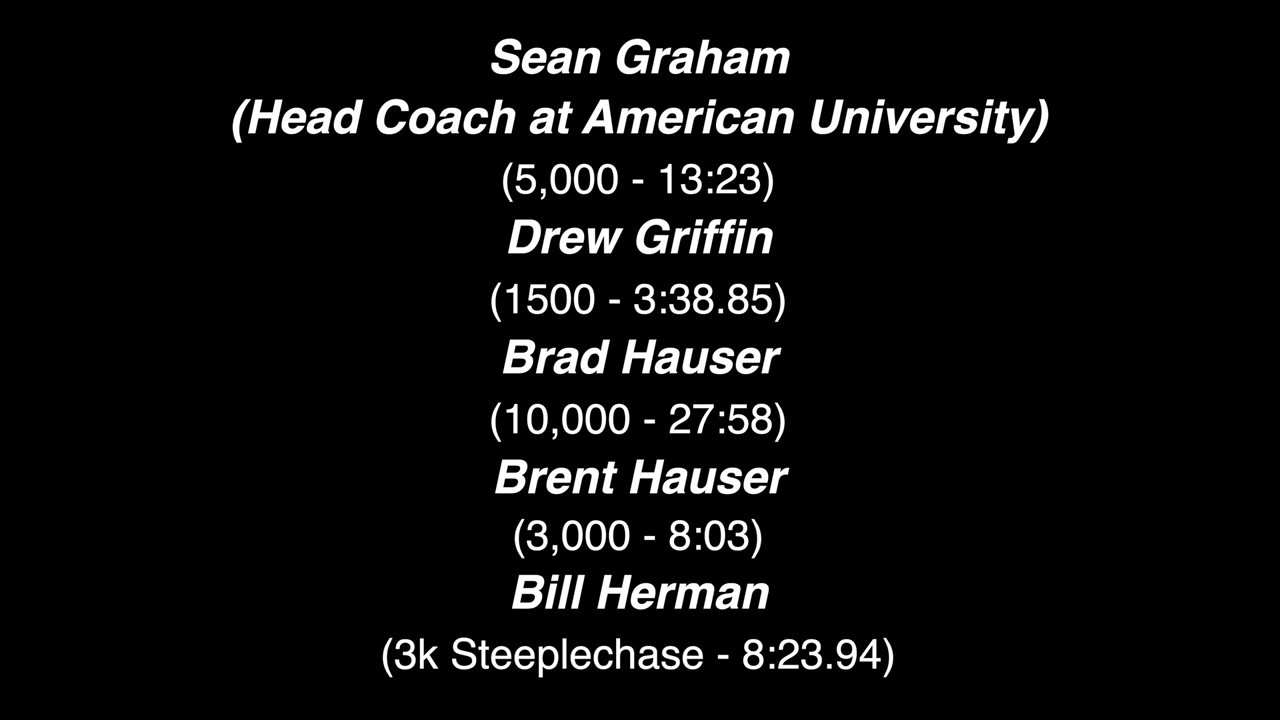 Sean Graham
(Head Coach at American University)
(5,000 - 13:23)
Drew Griffin
(1500 - 3:38.85)
Brad Hauser
(10,000 - 27:58)
Brent Hauser
(3,000 - 8:03)
Bill Herman
(3k Steeplechase - 8:23.94)